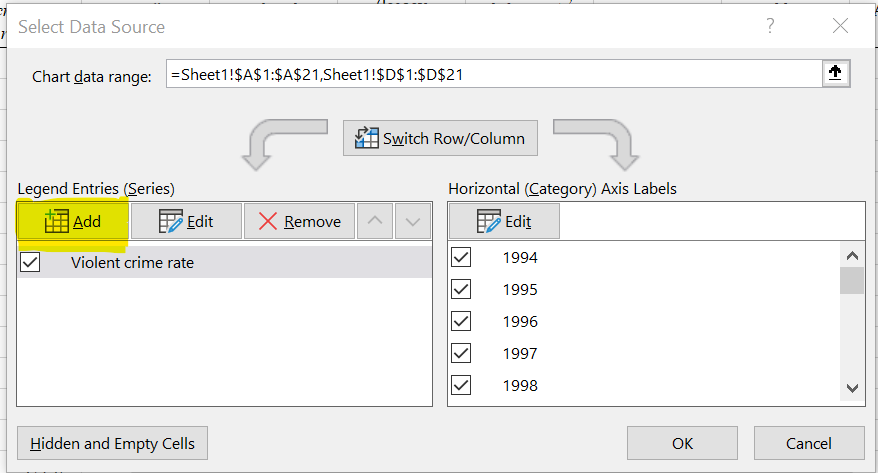 Select Data Source
?
Chart data range: =Sheet1!$A$1:$A$21,Sheet1!$D$1:$D$21
Switch Row/Column
Legend Entries (Series)
Add Edit Remove
Violent crime rate
Horizontal (Category) Axis Labels
Edit
1994
1995
1996
1997
1998
Hidden and Empty Cells
OK Cancel